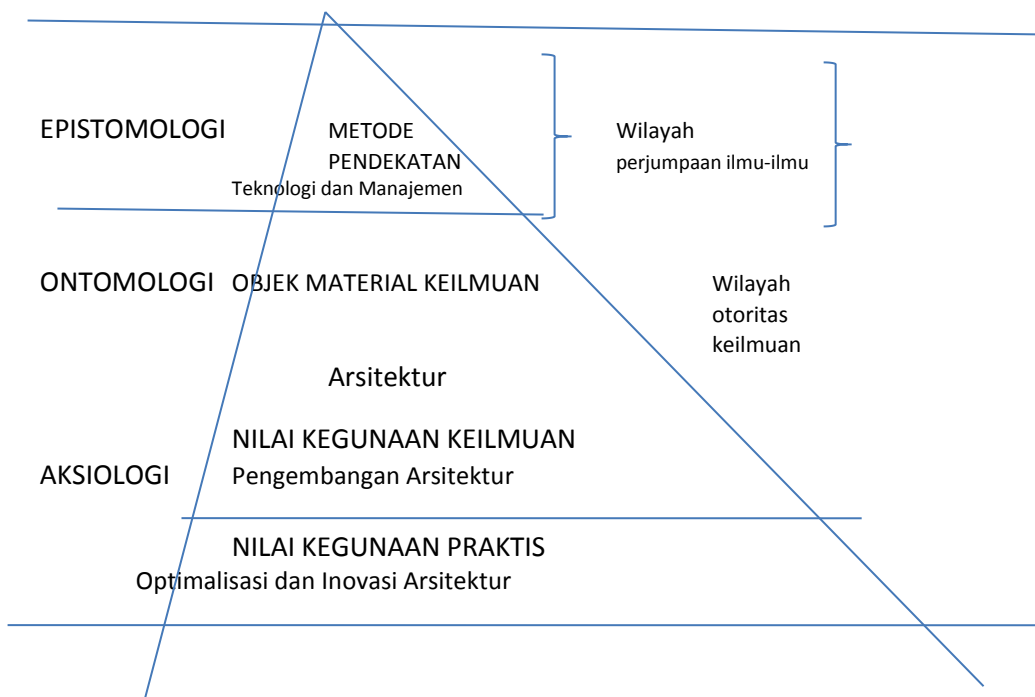 EPISTOMOLOGI
METODE
PENDEKATAN
Teknologi dan Manajemen
Wilayah
perjumpaan ilmu-ilmu
ONTOMOLOGI
OBJEK MATERIAL KEILMUAN
Wilayah
otoritas
keilmuan
Arsitektur
NILAI KEGUNAAN KEILMUAN
AKSIOLOGI
Pengembangan Arsitektur
NILAI KEGUNAAN PRAKTIS
Optimalisasi dan Inovasi Arsitektur